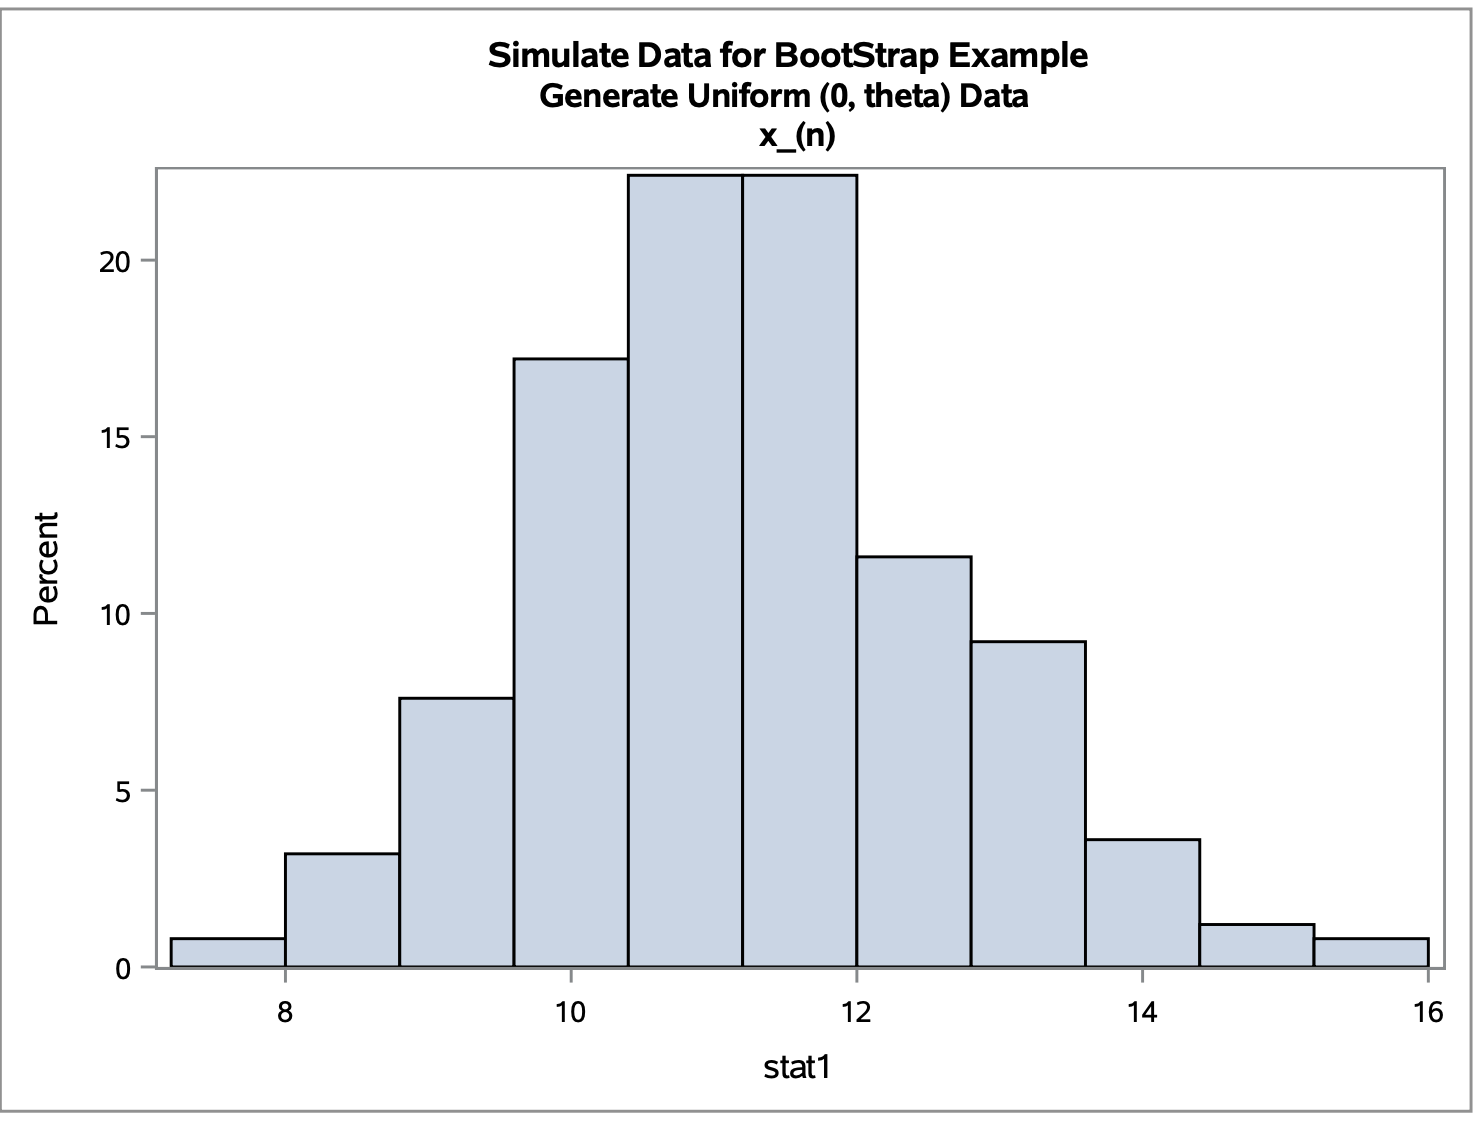 Simulate Data for BootStrap Example
Generate Uniform (0, theta) Data
x_(n)
Percent
20
15
10
5
0
8
10
12
14
16
stat1